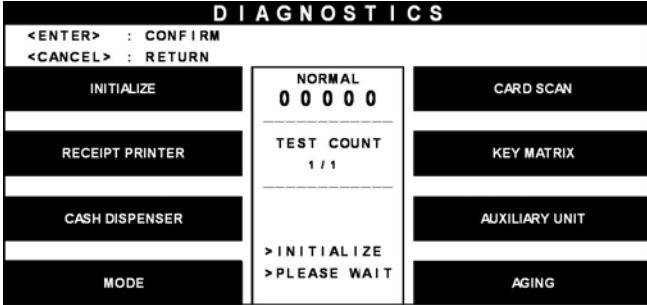 DIAGNOSTICS
<ENTER> : CONFIRM
<CANCEL> : RETURN
INITIALIZE
RECEIPT PRINTER
CASH DISPENSER
MODE
NORMAL
00000
TEST COUNT
1/1
>INITIALIZE
>PLEASE WAIT
CARD SCAN
KEY MATRIX
AUXILIARY UNIT
AGING